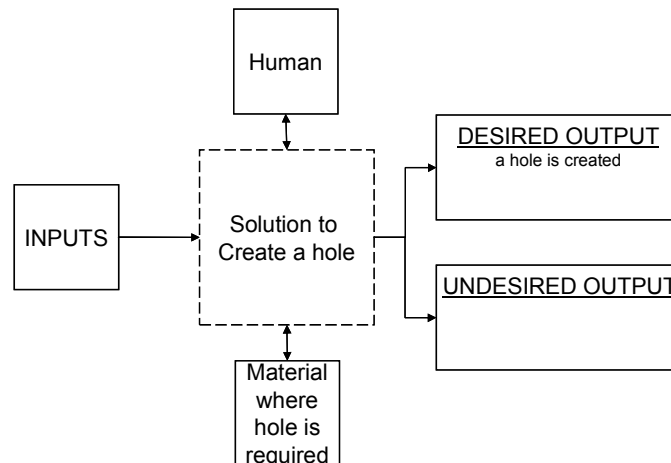 Human
DESIRED OUTPUT
a hole is created
INPUTS
Solution to
Create a hole
UNDESIRED OUTPUT
Material
where
hole is
required